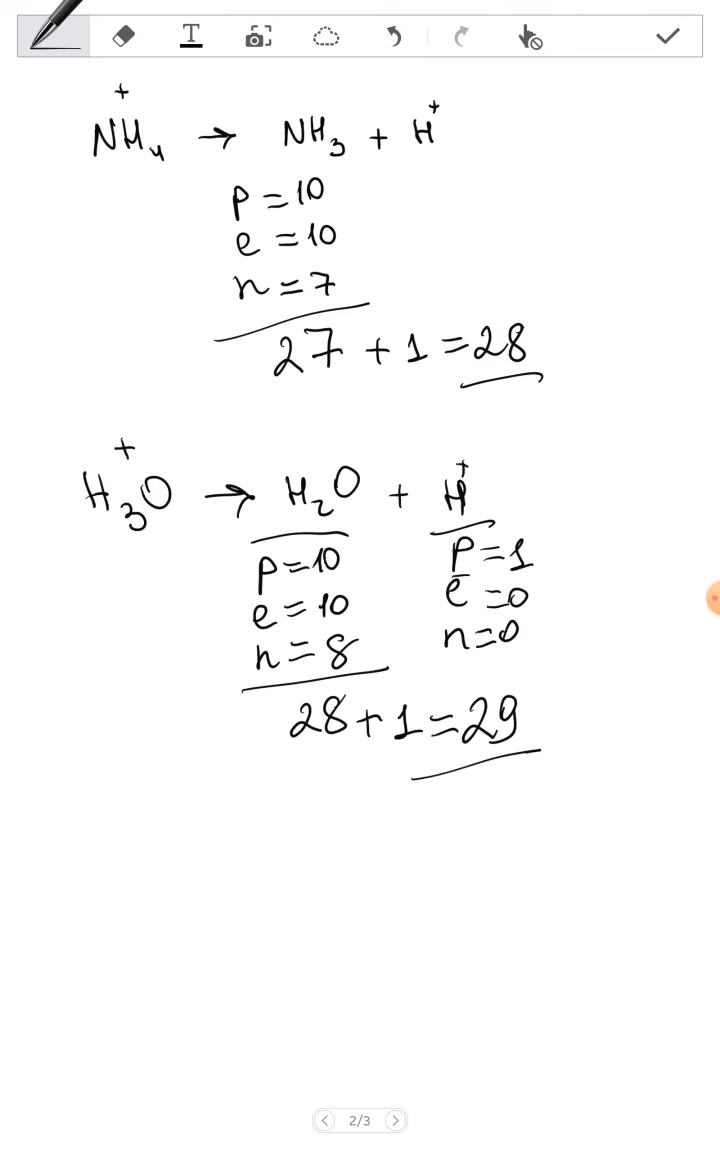 T
NH₄⁺ → NH₃ + H⁺
p = 10
e = 10
n = 7
27 + 1 = 28
H₃⁺O → H₂O + H⁺
p = 10 p = 1
e = 10 e = 0
n = 8 n = 0
28 + 1 = 29
2/3